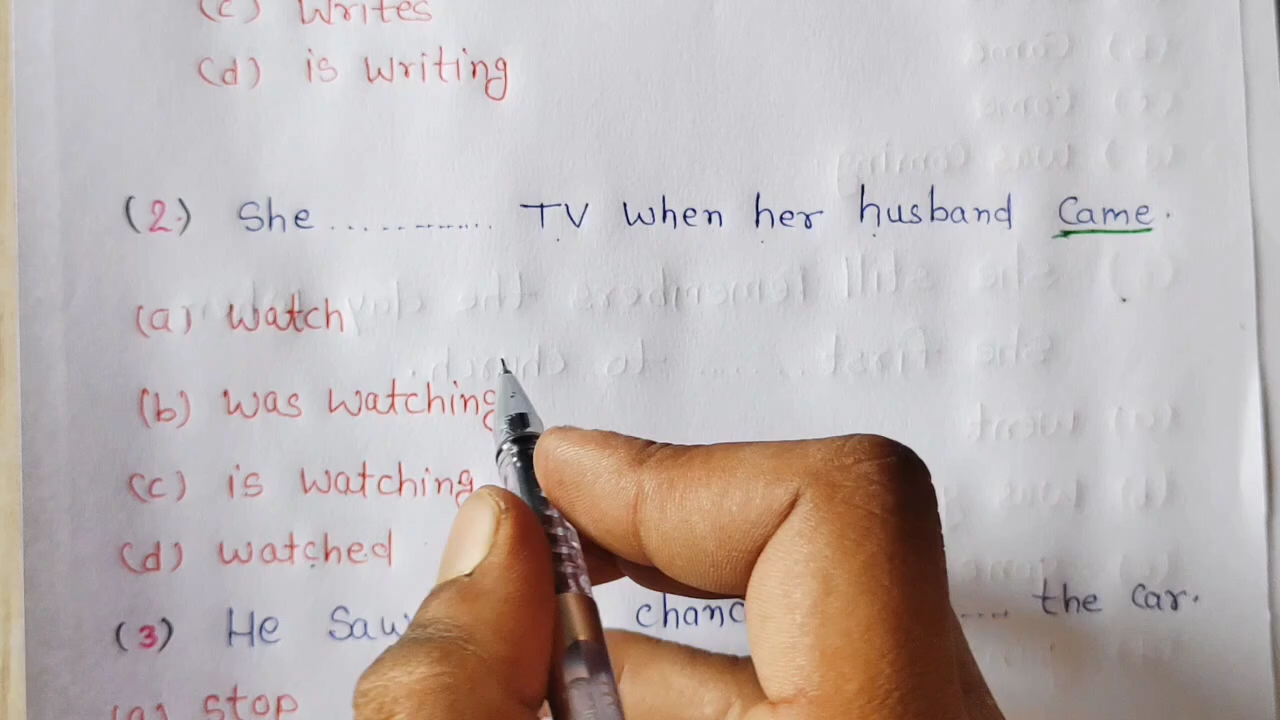 (c) Writes
(d) is writing
(2.) She ............ TV when her husband Came.
(a) watch
(b) was watching
(c) is watching
(d) watched
(3) He Saw chanc .... the car.
(a) stop